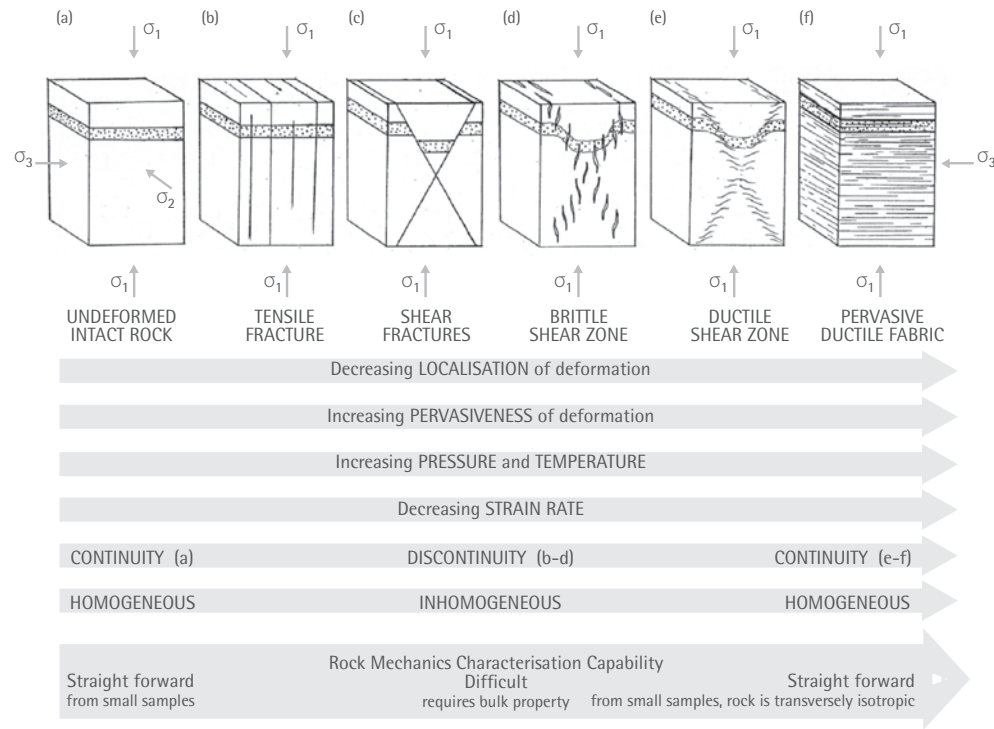 (a)
(b)
(c)
(d)
(e)
(f)
σ1
σ1
σ1
σ1
σ1
σ1
σ3
σ2
σ3
σ1
σ1
σ1
σ1
σ1
σ1
UNDEFORMED
INTACT ROCK
TENSILE
FRACTURE
SHEAR
FRACTURES
BRITTLE
SHEAR ZONE
DUCTILE
SHEAR ZONE
PERVASIVE
DUCTILE FABRIC
Decreasing LOCALISATION of deformation
Increasing PERVASIVENESS of deformation
Increasing PRESSURE and TEMPERATURE
Decreasing STRAIN RATE
CONTINUITY (a)
DISCONTINUITY (b-d)
CONTINUITY (e-f)
HOMOGENEOUS
INHOMOGENEOUS
HOMOGENEOUS
Rock Mechanics Characterisation Capability
Straight forward
from small samples
Difficult
requires bulk property
Straight forward
from small samples, rock is transversely isotropic